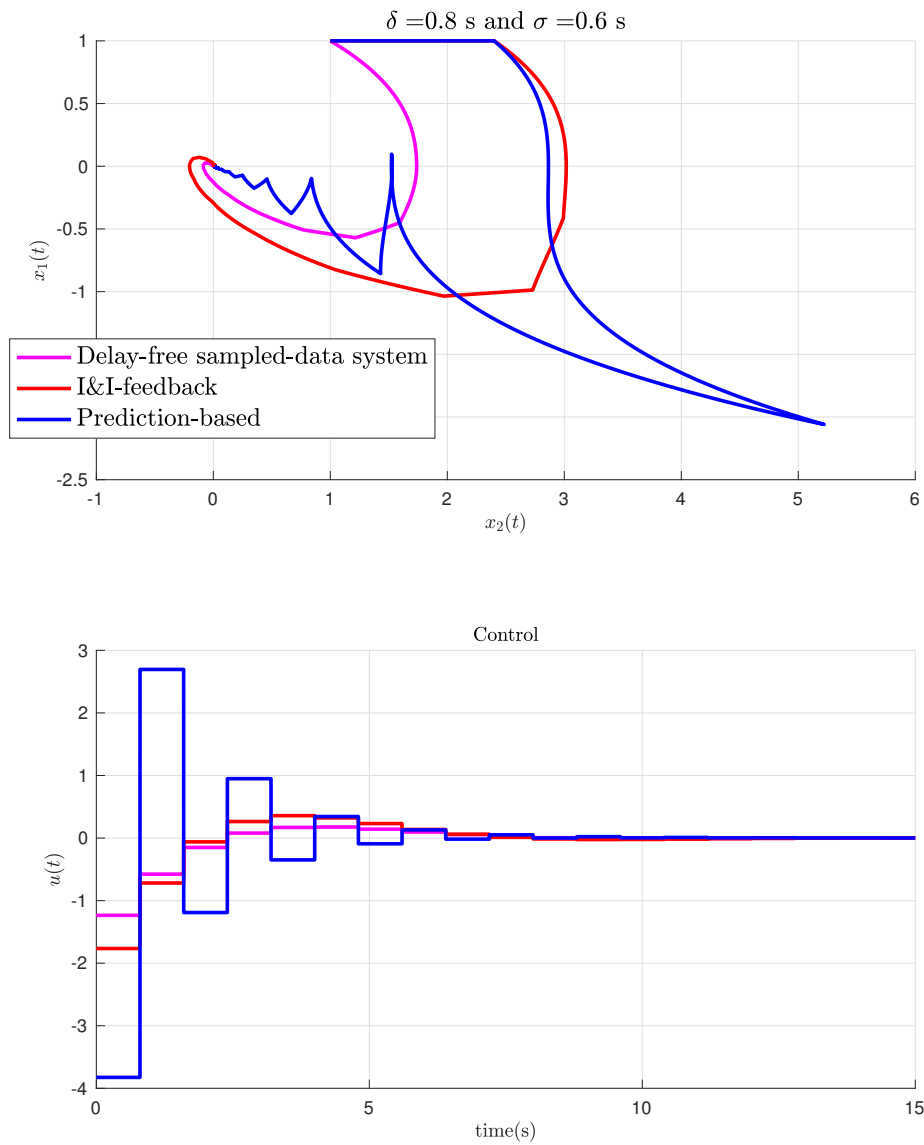 δ =0.8 s and σ =0.6 s
1
0.5
0
-0.5
-1
-2.5
x₁(t)
Delay-free sampled-data system
I&I-feedback
Prediction-based
-1 0 1 2 3 4 5 6
x₂(t)
Control
3
2
1
0
-1
-2
-3
-4
u(t)
0 5 10 15
time(s)